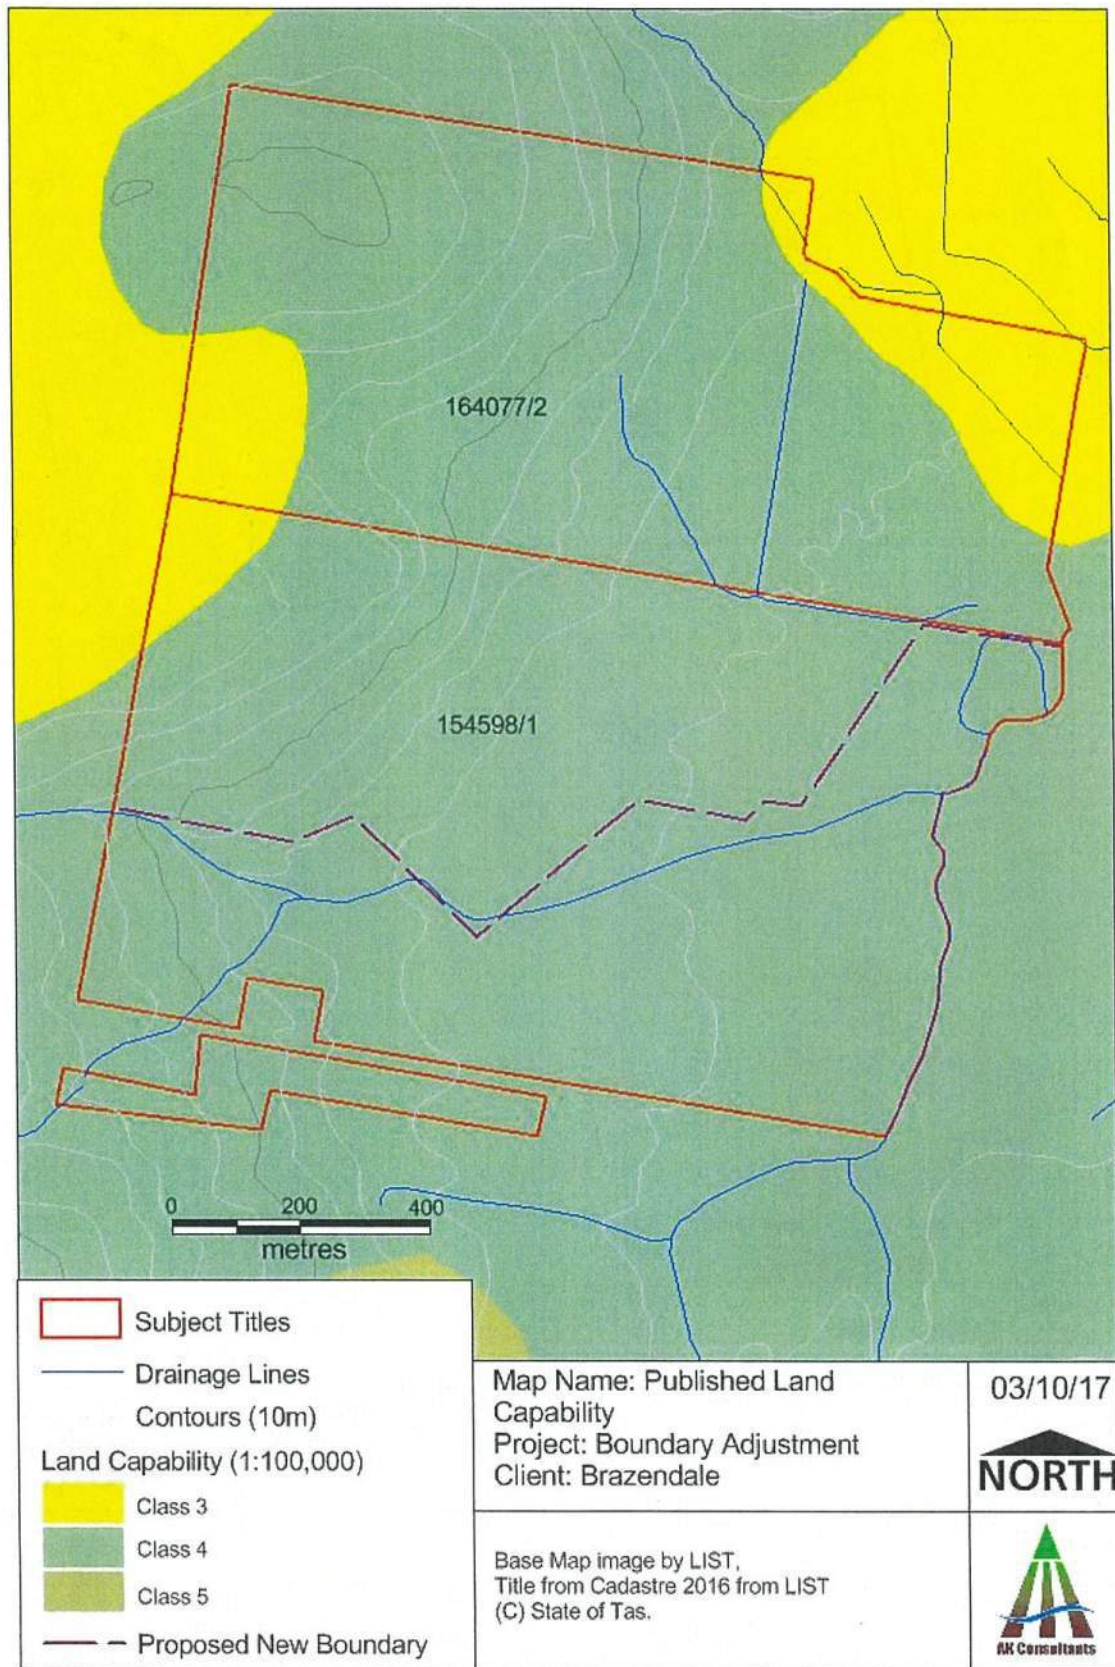 164077/2
154598/1
0 200 400
metres
Subject Titles
Drainage Lines
Contours (10m)
Land Capability (1:100,000)
Class 3
Class 4
Class 5
Proposed New Boundary
Map Name: Published Land
Capability
Project: Boundary Adjustment
Client: Brazendale
03/10/17
NORTH
Base Map image by LIST,
Title from Cadastre 2016 from LIST
(C) State of Tas.
AK Consultants